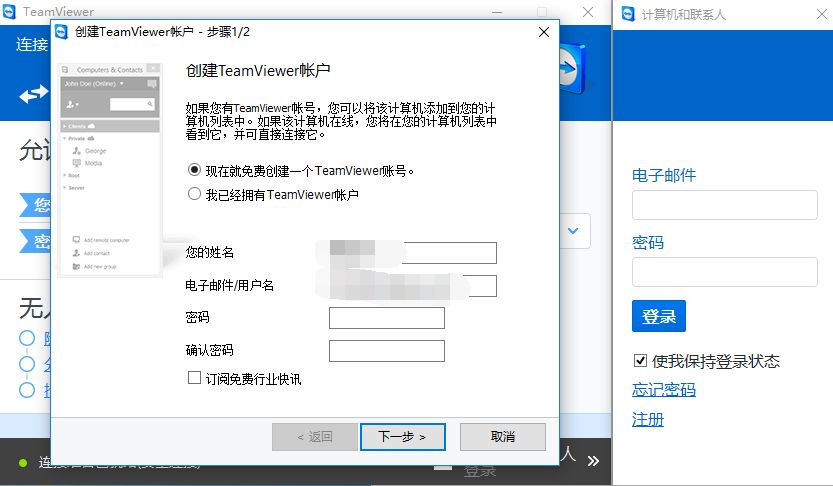 TeamViewer
连接
创建TeamViewer帐户 - 步骤1/2
Computers & Contacts
John Doe (Online)
Clients
Private
George
Media
Root
Server
Add remote computer
Add contact
Add new group
创建TeamViewer帐户
如果您有TeamViewer帐号，您可以将该计算机添加到您的计
算机列表中。如果该计算机在线，您将在您的计算机列表中
看到它，并可直接连接它。
现在就免费创建一个TeamViewer账号。
我已经拥有TeamViewer帐户
您的姓名
电子邮件/用户名
密码
确认密码
订阅免费行业快讯
< 返回
下一步 >
取消
登录
人
计算机和联系人
电子邮件
密码
登录
使我保持登录状态
忘记密码
注册